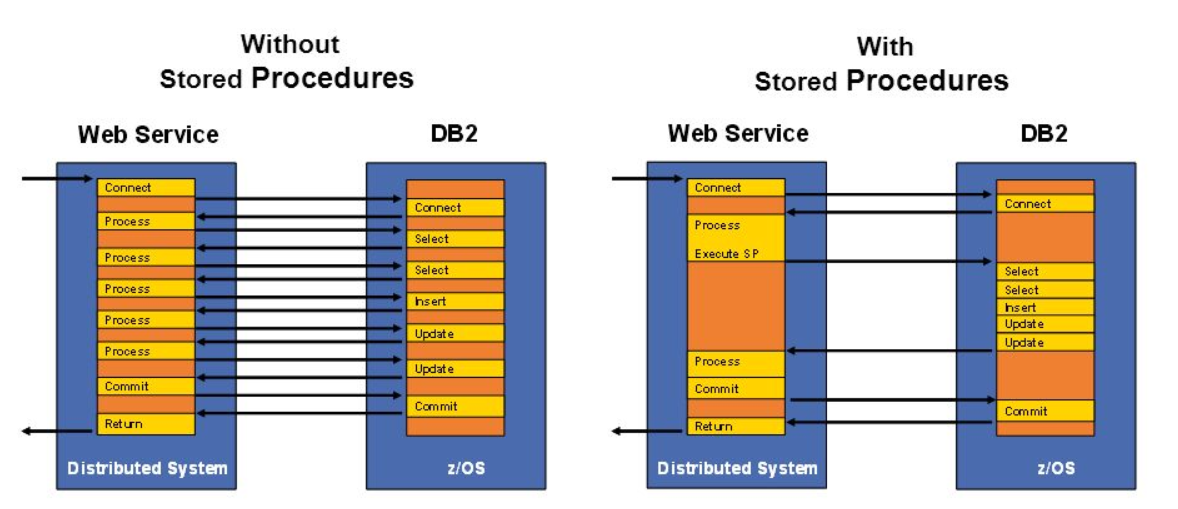 Without
Stored Procedures
Web Service
DB2
Connect
Process
Process
Process
Process
Process
Commit
Return
Connect
Select
Select
Insert
Update
Update
Commit
Distributed System
z/OS
With
Stored Procedures
Web Service
DB2
Connect
Process
Execute SP
Process
Commit
Return
Connect
Select
Select
Insert
Update
Update
Commit
Distributed System
z/OS